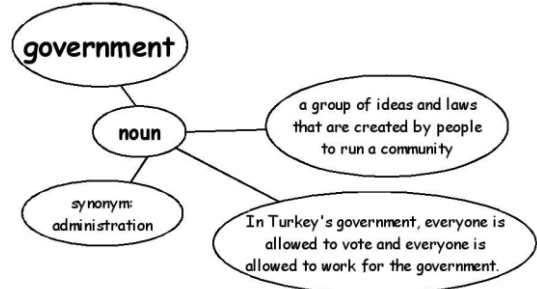 government
noun
a group of ideas and laws
that are created by people
to run a community
synonym:
administration
In Turkey's government, everyone is
allowed to vote and everyone is
allowed to work for the government.